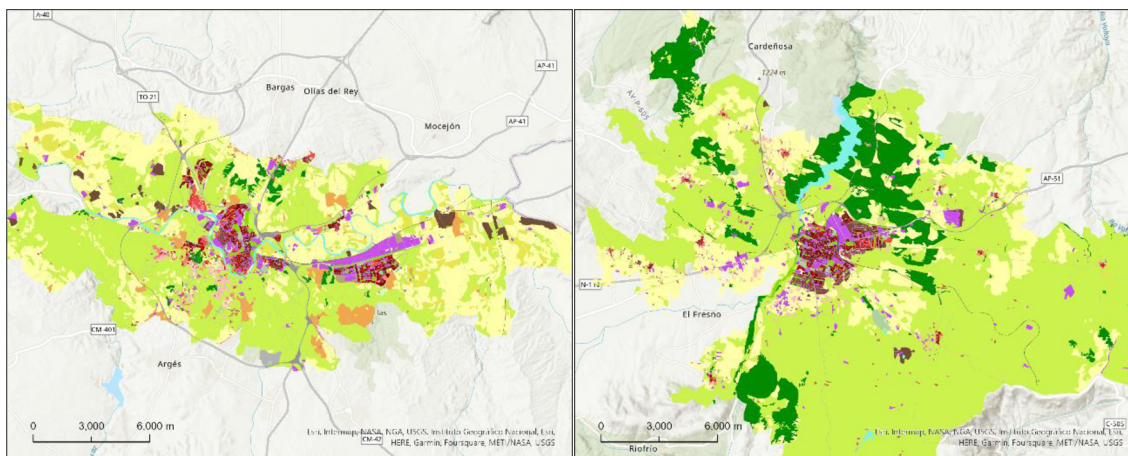 A-40
AP-41
TO-21
Bargas
Olías del Rey
Mocejón
AP-41
las
CM-401
Argés
CM-42
0 3,000 6,000 m
Esri, Intermap, NASA, NGA, USGS, Instituto Geográfico Nacional, Esri,
HERE, Garmin, Foursquare, METI/NASA, USGS
Cardeñosa
1224 m
AV-P-505
AP-51
El Fresno
C-505
Riofrío
0 3,000 6,000 m
Esri, Intermap, NASA, NGA, USGS, Instituto Geográfico Nacional, Esri,
HERE, Garmin, Foursquare, METI/NASA, USGS